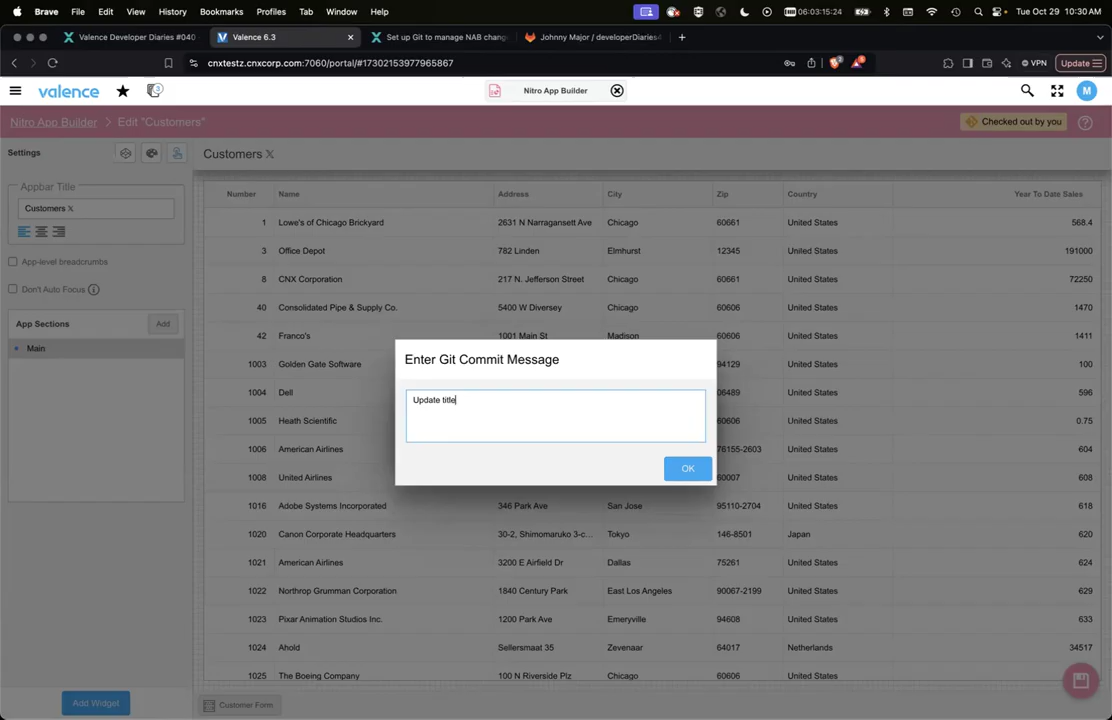 Brave File Edit View History Bookmarks Profiles Tab Window Help 06:03:15:24 Tue Oct 29 10:30 AM
Valence Developer Diaries #040 Valence 6.3 Set up Git to manage NAB chang Johnny Major / developerDiaries4
cnxtestz.cnxcorp.com:7060/portal/#17302153977965867 VPN Update
valence 3 Nitro App Builder M
Nitro App Builder > Edit "Customers" Checked out by you
Settings Customers
Appbar Title
Customers
App-level breadcrumbs
Don't Auto Focus
App Sections Add
Main
Add Widget
Number Name Address City Zip Country Year To Date Sales
1 Lowe's of Chicago Brickyard 2631 N Narragansett Ave Chicago 60661 United States 568.4
3 Office Depot 782 Linden Elmhurst 12345 United States 191000
8 CNX Corporation 217 N. Jefferson Street Chicago 60661 United States 72250
40 Consolidated Pipe & Supply Co. 5400 W Diversey Chicago 60606 United States 1470
42 Franco's 1001 Main St Madison 60606 United States 1411
1003 Golden Gate Software 94129 United States 100
1004 Dell 06489 United States 596
1005 Heath Scientific 60606 United States 0.75
1006 American Airlines 76155-2603 United States 604
1008 United Airlines 60007 United States 608
1016 Adobe Systems Incorporated 346 Park Ave San Jose 95110-2704 United States 618
1020 Canon Corporate Headquarters 30-2, Shimomaruko 3-c... Tokyo 146-8501 Japan 620
1021 American Airlines 3200 E Airfield Dr Dallas 75261 United States 624
1022 Northrop Grumman Corporation 1840 Century Park East Los Angeles 90067-2199 United States 629
1023 Pixar Animation Studios Inc. 1200 Park Ave Emeryville 94608 United States 633
1024 Ahold Sellersmaat 35 Zevenaar 64017 Netherlands 34517
1025 The Boeing Company 100 N Riverside Plz Chicago 60606 United States 636
Customer Form
Enter Git Commit Message
Update title
OK